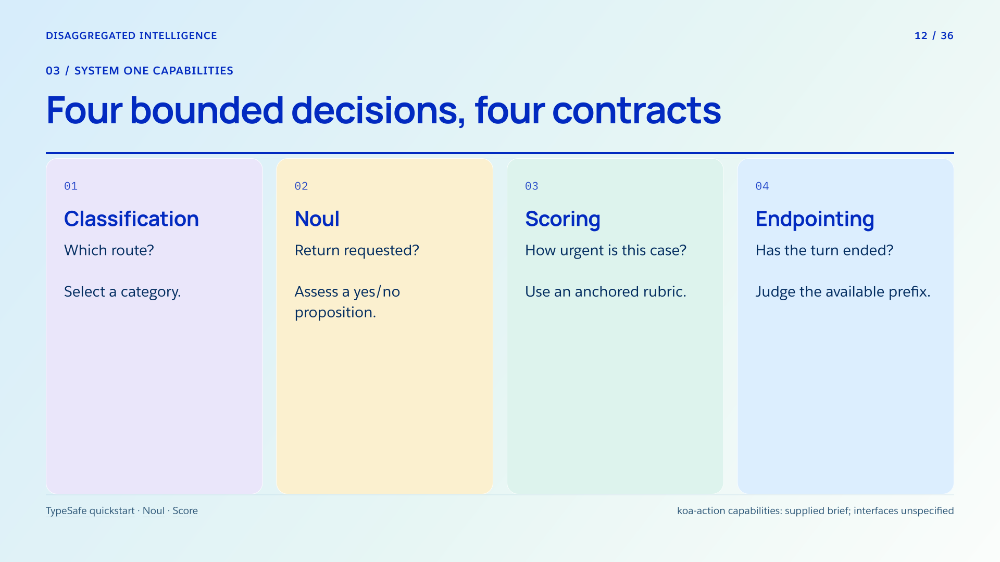 DISAGGREGATED INTELLIGENCE
12 / 36
03 / SYSTEM ONE CAPABILITIES
Four bounded decisions, four contracts
01
Classification
Which route?
Select a category.
02
Noul
Return requested?
Assess a yes/no
proposition.
03
Scoring
How urgent is this case?
Use an anchored rubric.
04
Endpointing
Has the turn ended?
Judge the available prefix.
TypeSafe quickstart · Noul · Score
koa-action capabilities: supplied brief; interfaces unspecified